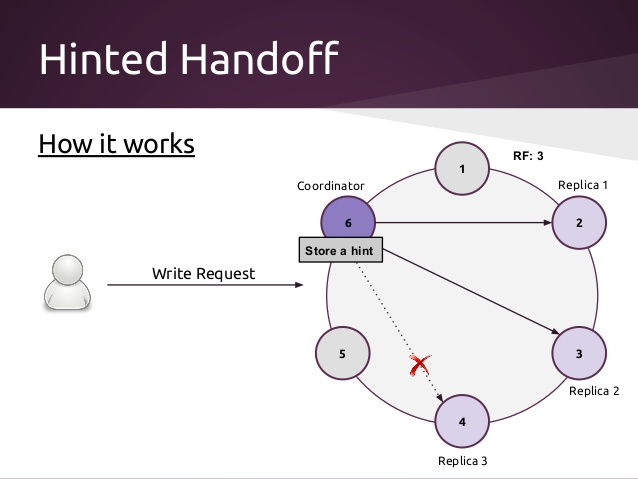 Hinted Handoff
How it works
RF: 3
1
Coordinator
Replica 1
6
2
Store a hint
Write Request
5
3
Replica 2
4
Replica 3